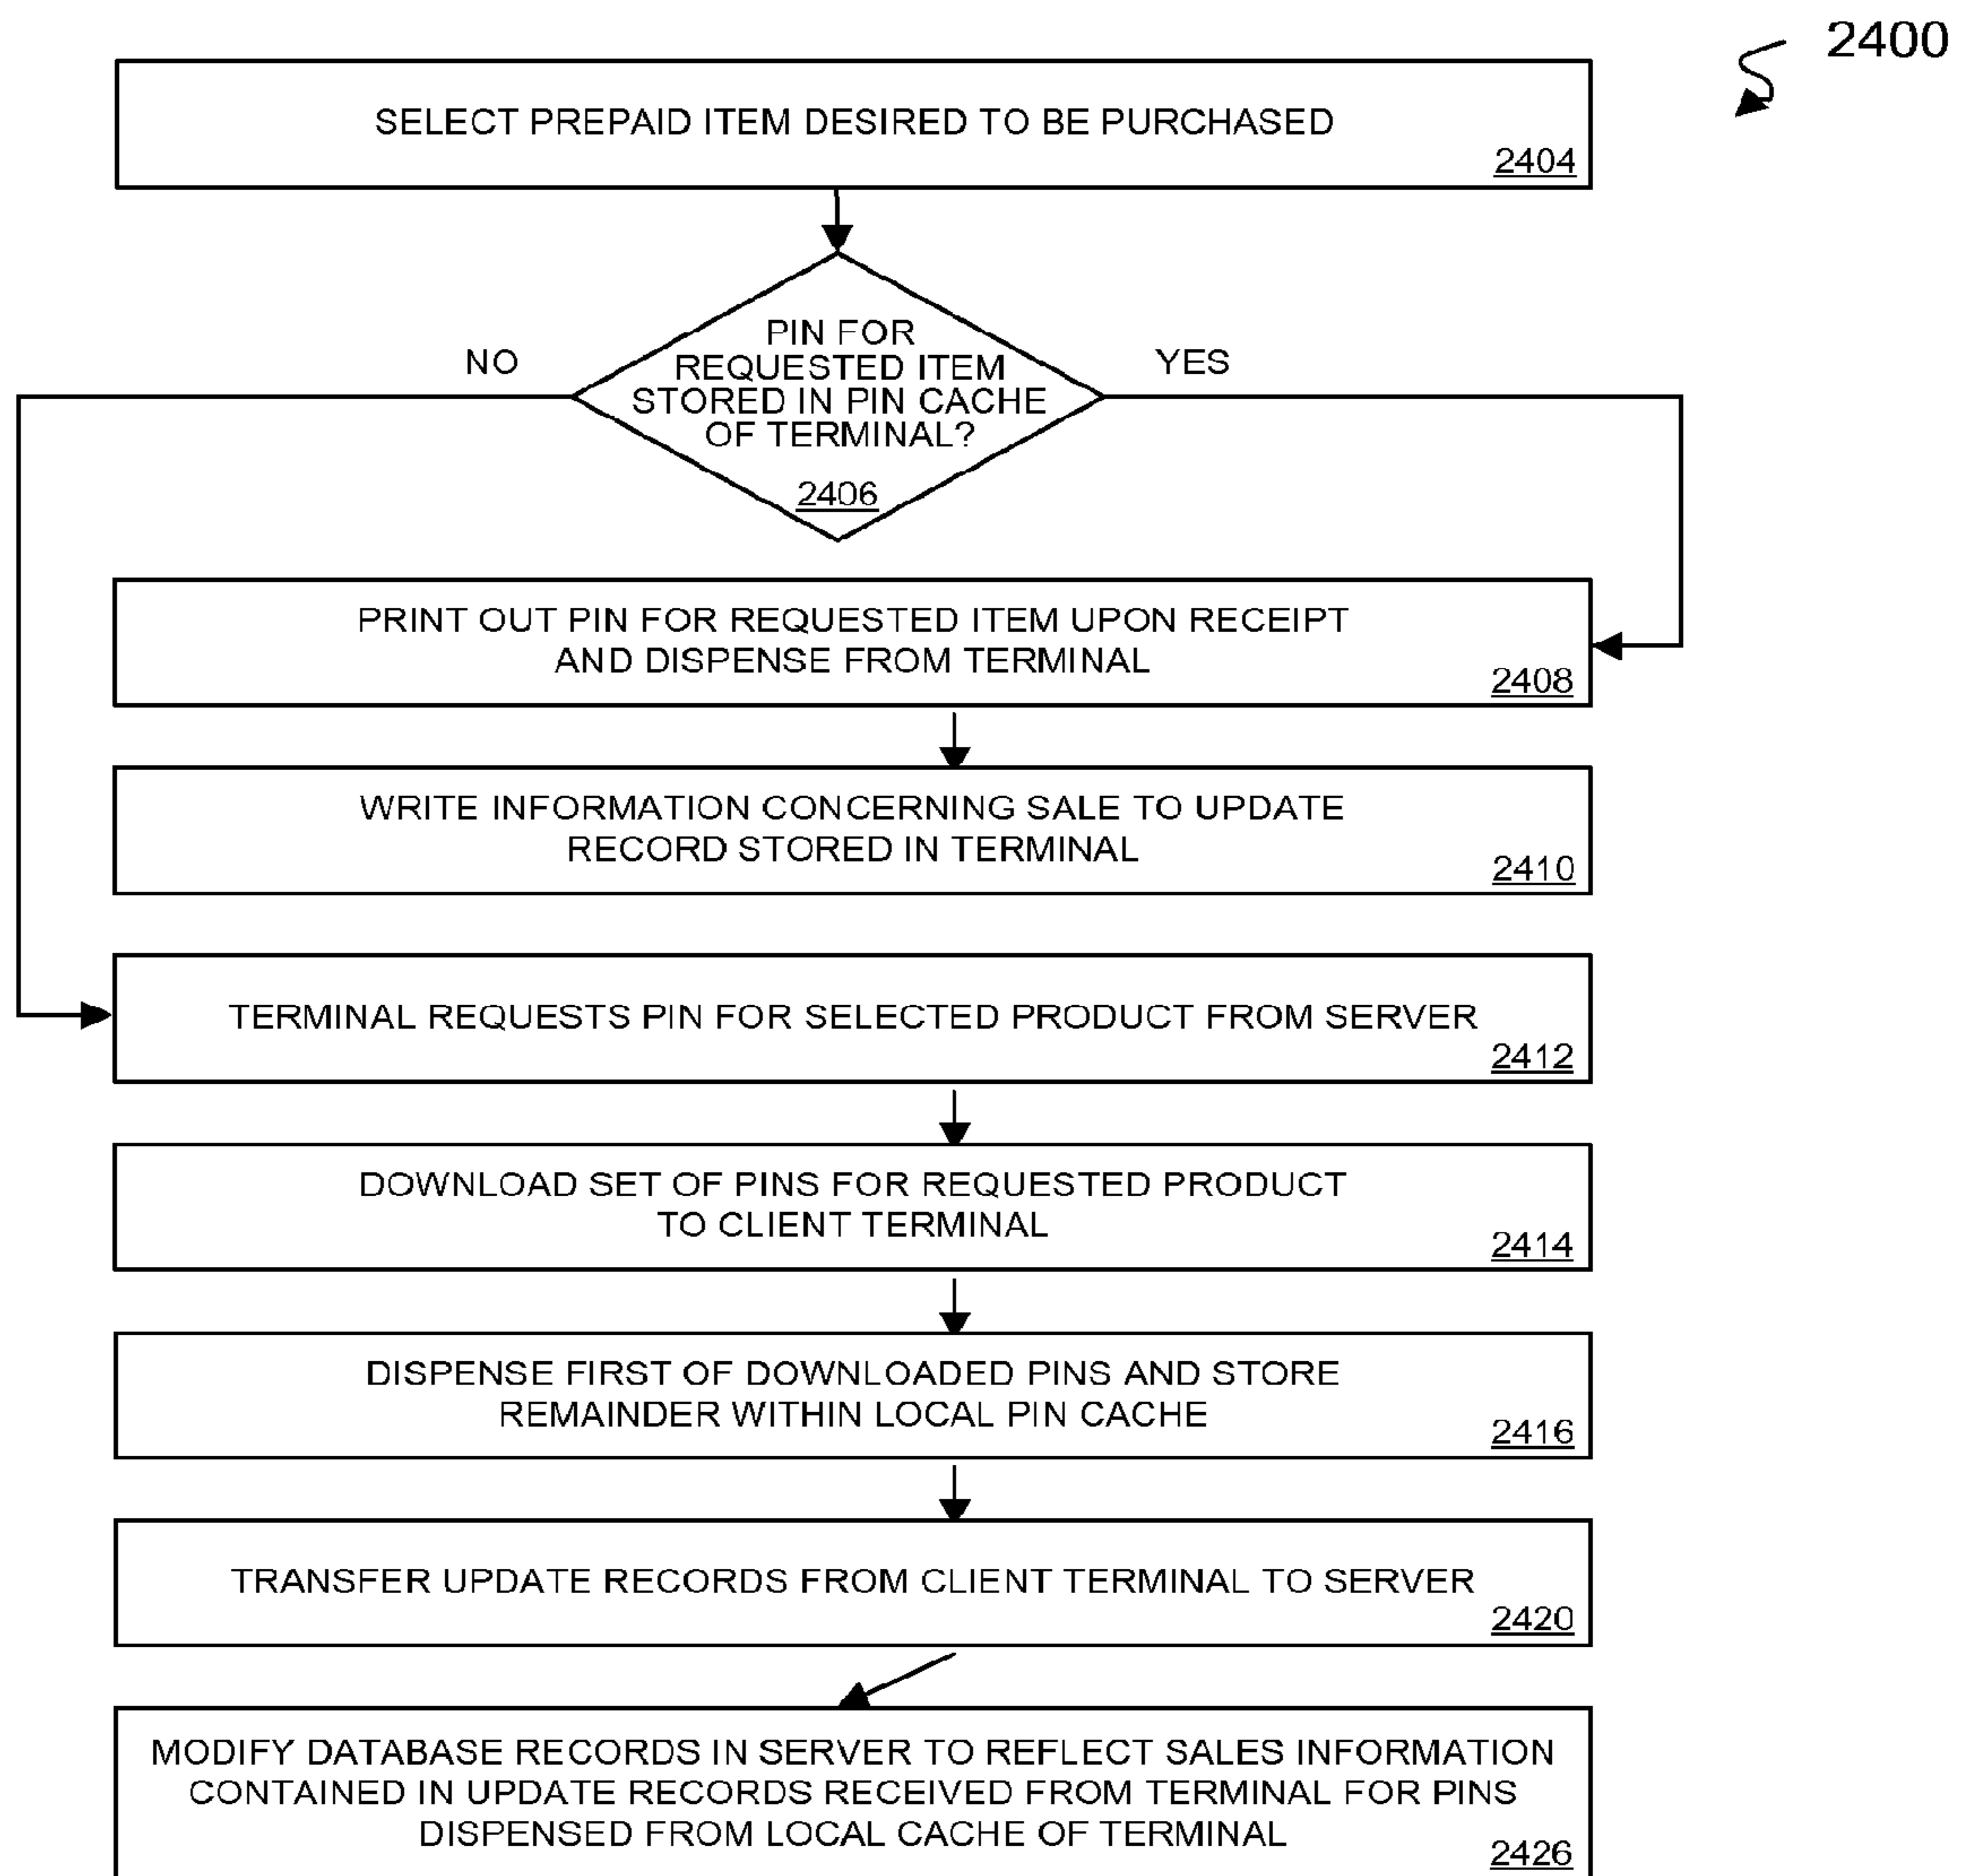 2400
SELECT PREPAID ITEM DESIRED TO BE PURCHASED
2404
PIN FOR
REQUESTED ITEM
STORED IN PIN CACHE
OF TERMINAL?
2406
NO
YES
PRINT OUT PIN FOR REQUESTED ITEM UPON RECEIPT
AND DISPENSE FROM TERMINAL
2408
WRITE INFORMATION CONCERNING SALE TO UPDATE
RECORD STORED IN TERMINAL
2410
TERMINAL REQUESTS PIN FOR SELECTED PRODUCT FROM SERVER
2412
DOWNLOAD SET OF PINS FOR REQUESTED PRODUCT
TO CLIENT TERMINAL
2414
DISPENSE FIRST OF DOWNLOADED PINS AND STORE
REMAINDER WITHIN LOCAL PIN CACHE
2416
TRANSFER UPDATE RECORDS FROM CLIENT TERMINAL TO SERVER
2420
MODIFY DATABASE RECORDS IN SERVER TO REFLECT SALES INFORMATION
CONTAINED IN UPDATE RECORDS RECEIVED FROM TERMINAL FOR PINS
DISPENSED FROM LOCAL CACHE OF TERMINAL
2426